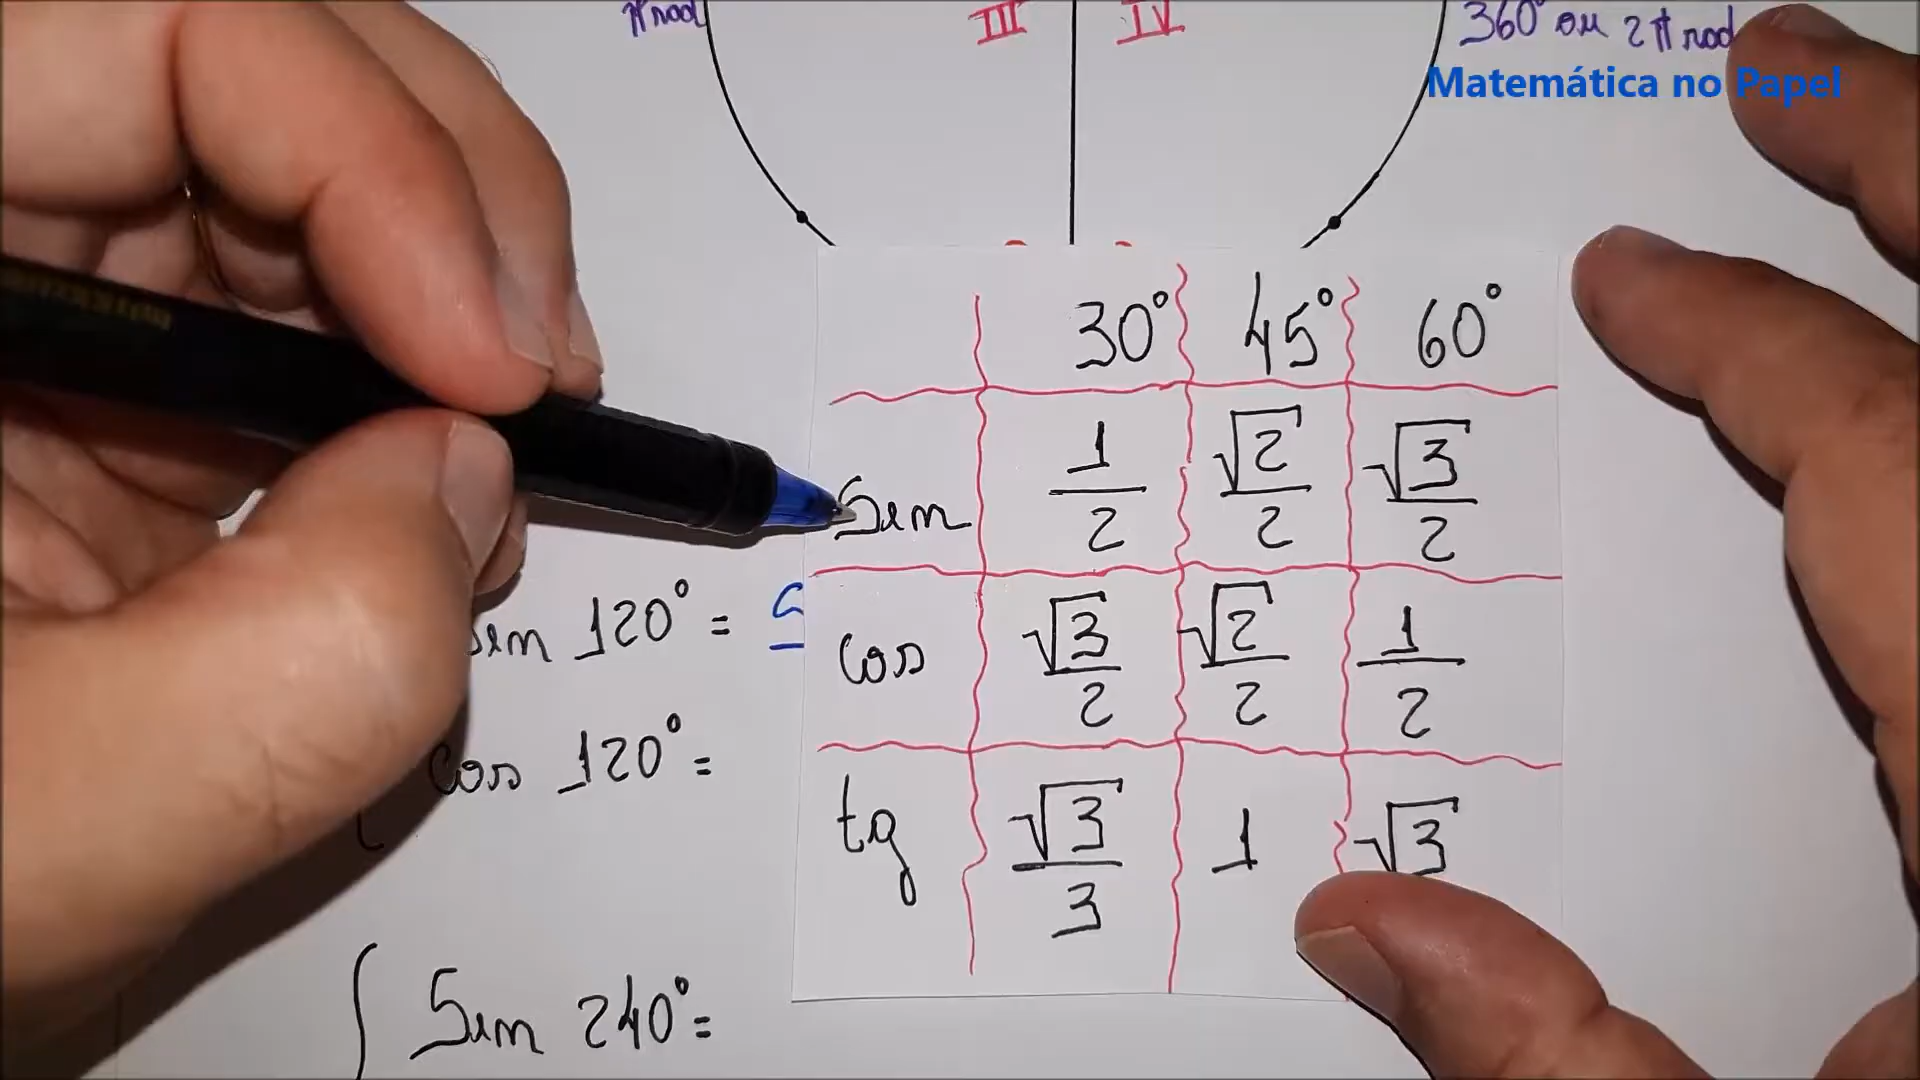 π rad III IV 360° ou 2π rad
Matemática no Papel
30° 45° 60°
Sen 1/2 √2/2 √3/2
sen 120° =
cos √3/2 √2/2 1/2
cos 120° =
tg √3/3 1 √3
Sen 240° =